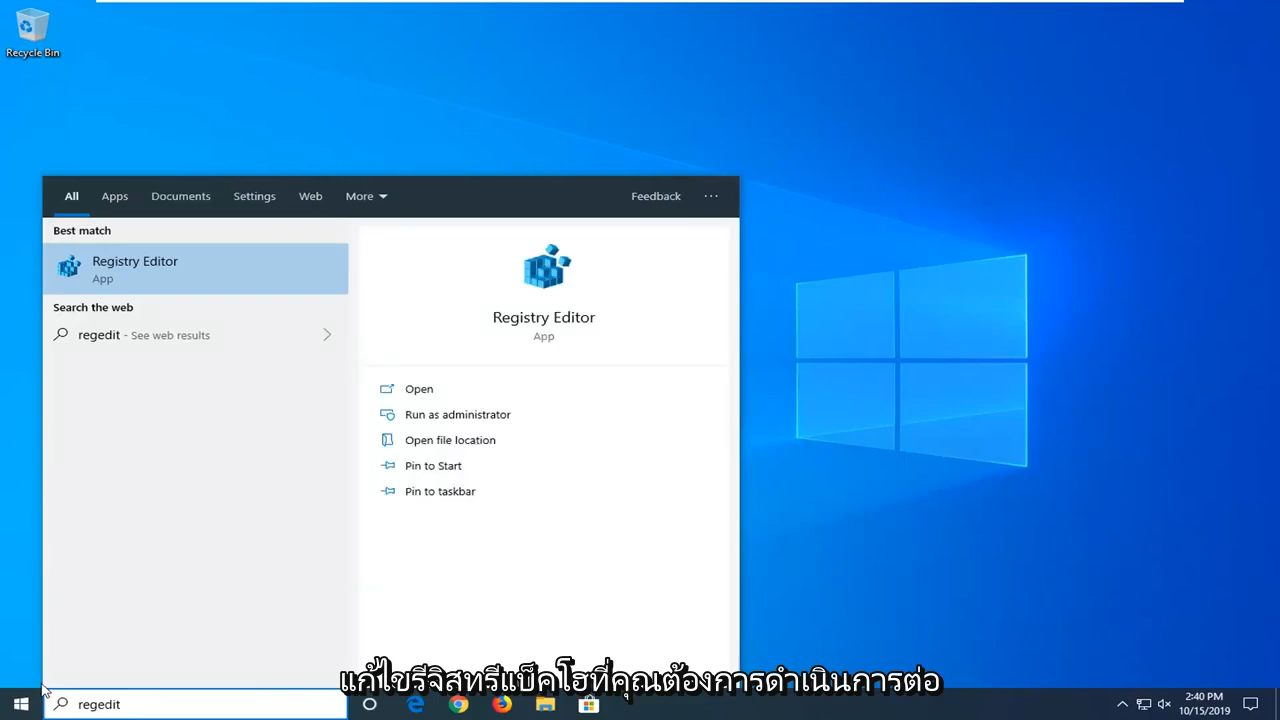 Recycle Bin
All Apps Documents Settings Web More Feedback ...
Best match
Registry Editor
App
Search the web
regedit - See web results
Registry Editor
App
Open
Run as administrator
Open file location
Pin to Start
Pin to taskbar
แก้ไขรีจิสทรีแบ็คโฮที่คุณต้องการดำเนินการต่อ
regedit
2:40 PM
10/15/2019